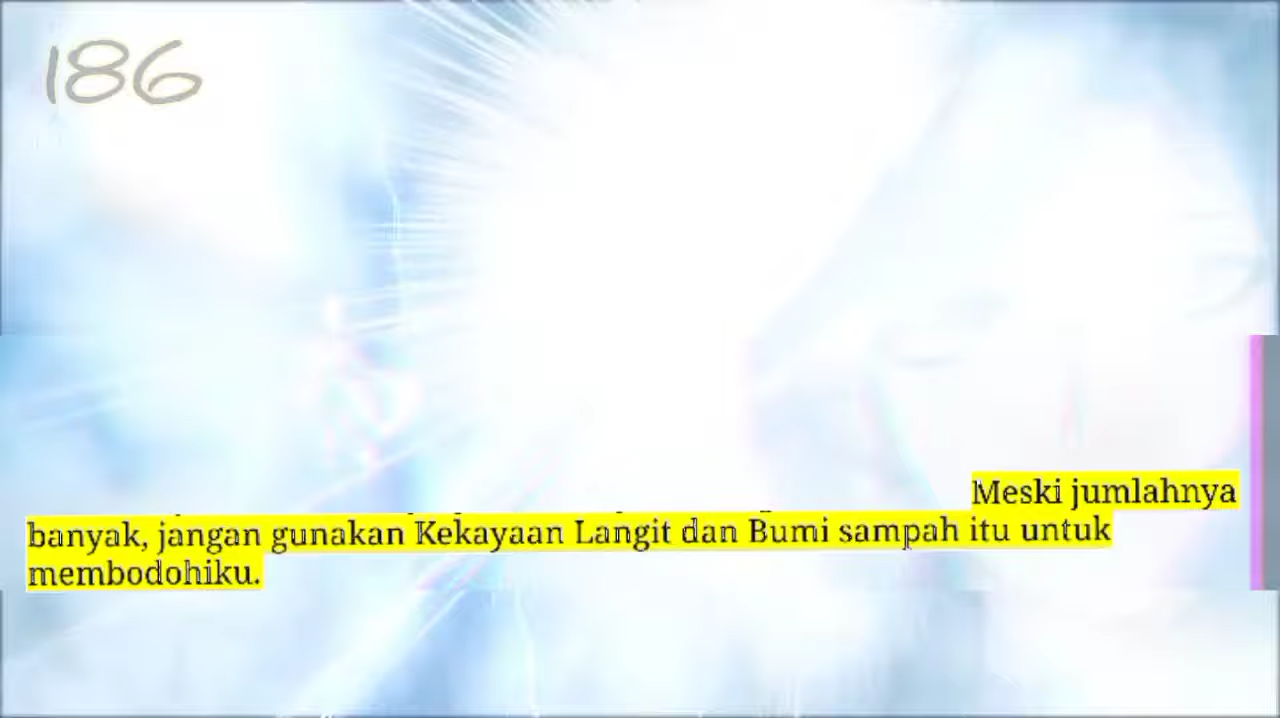 186
Meski jumlahnya
banyak, jangan gunakan Kekayaan Langit dan Bumi sampah itu untuk
membodohiku.